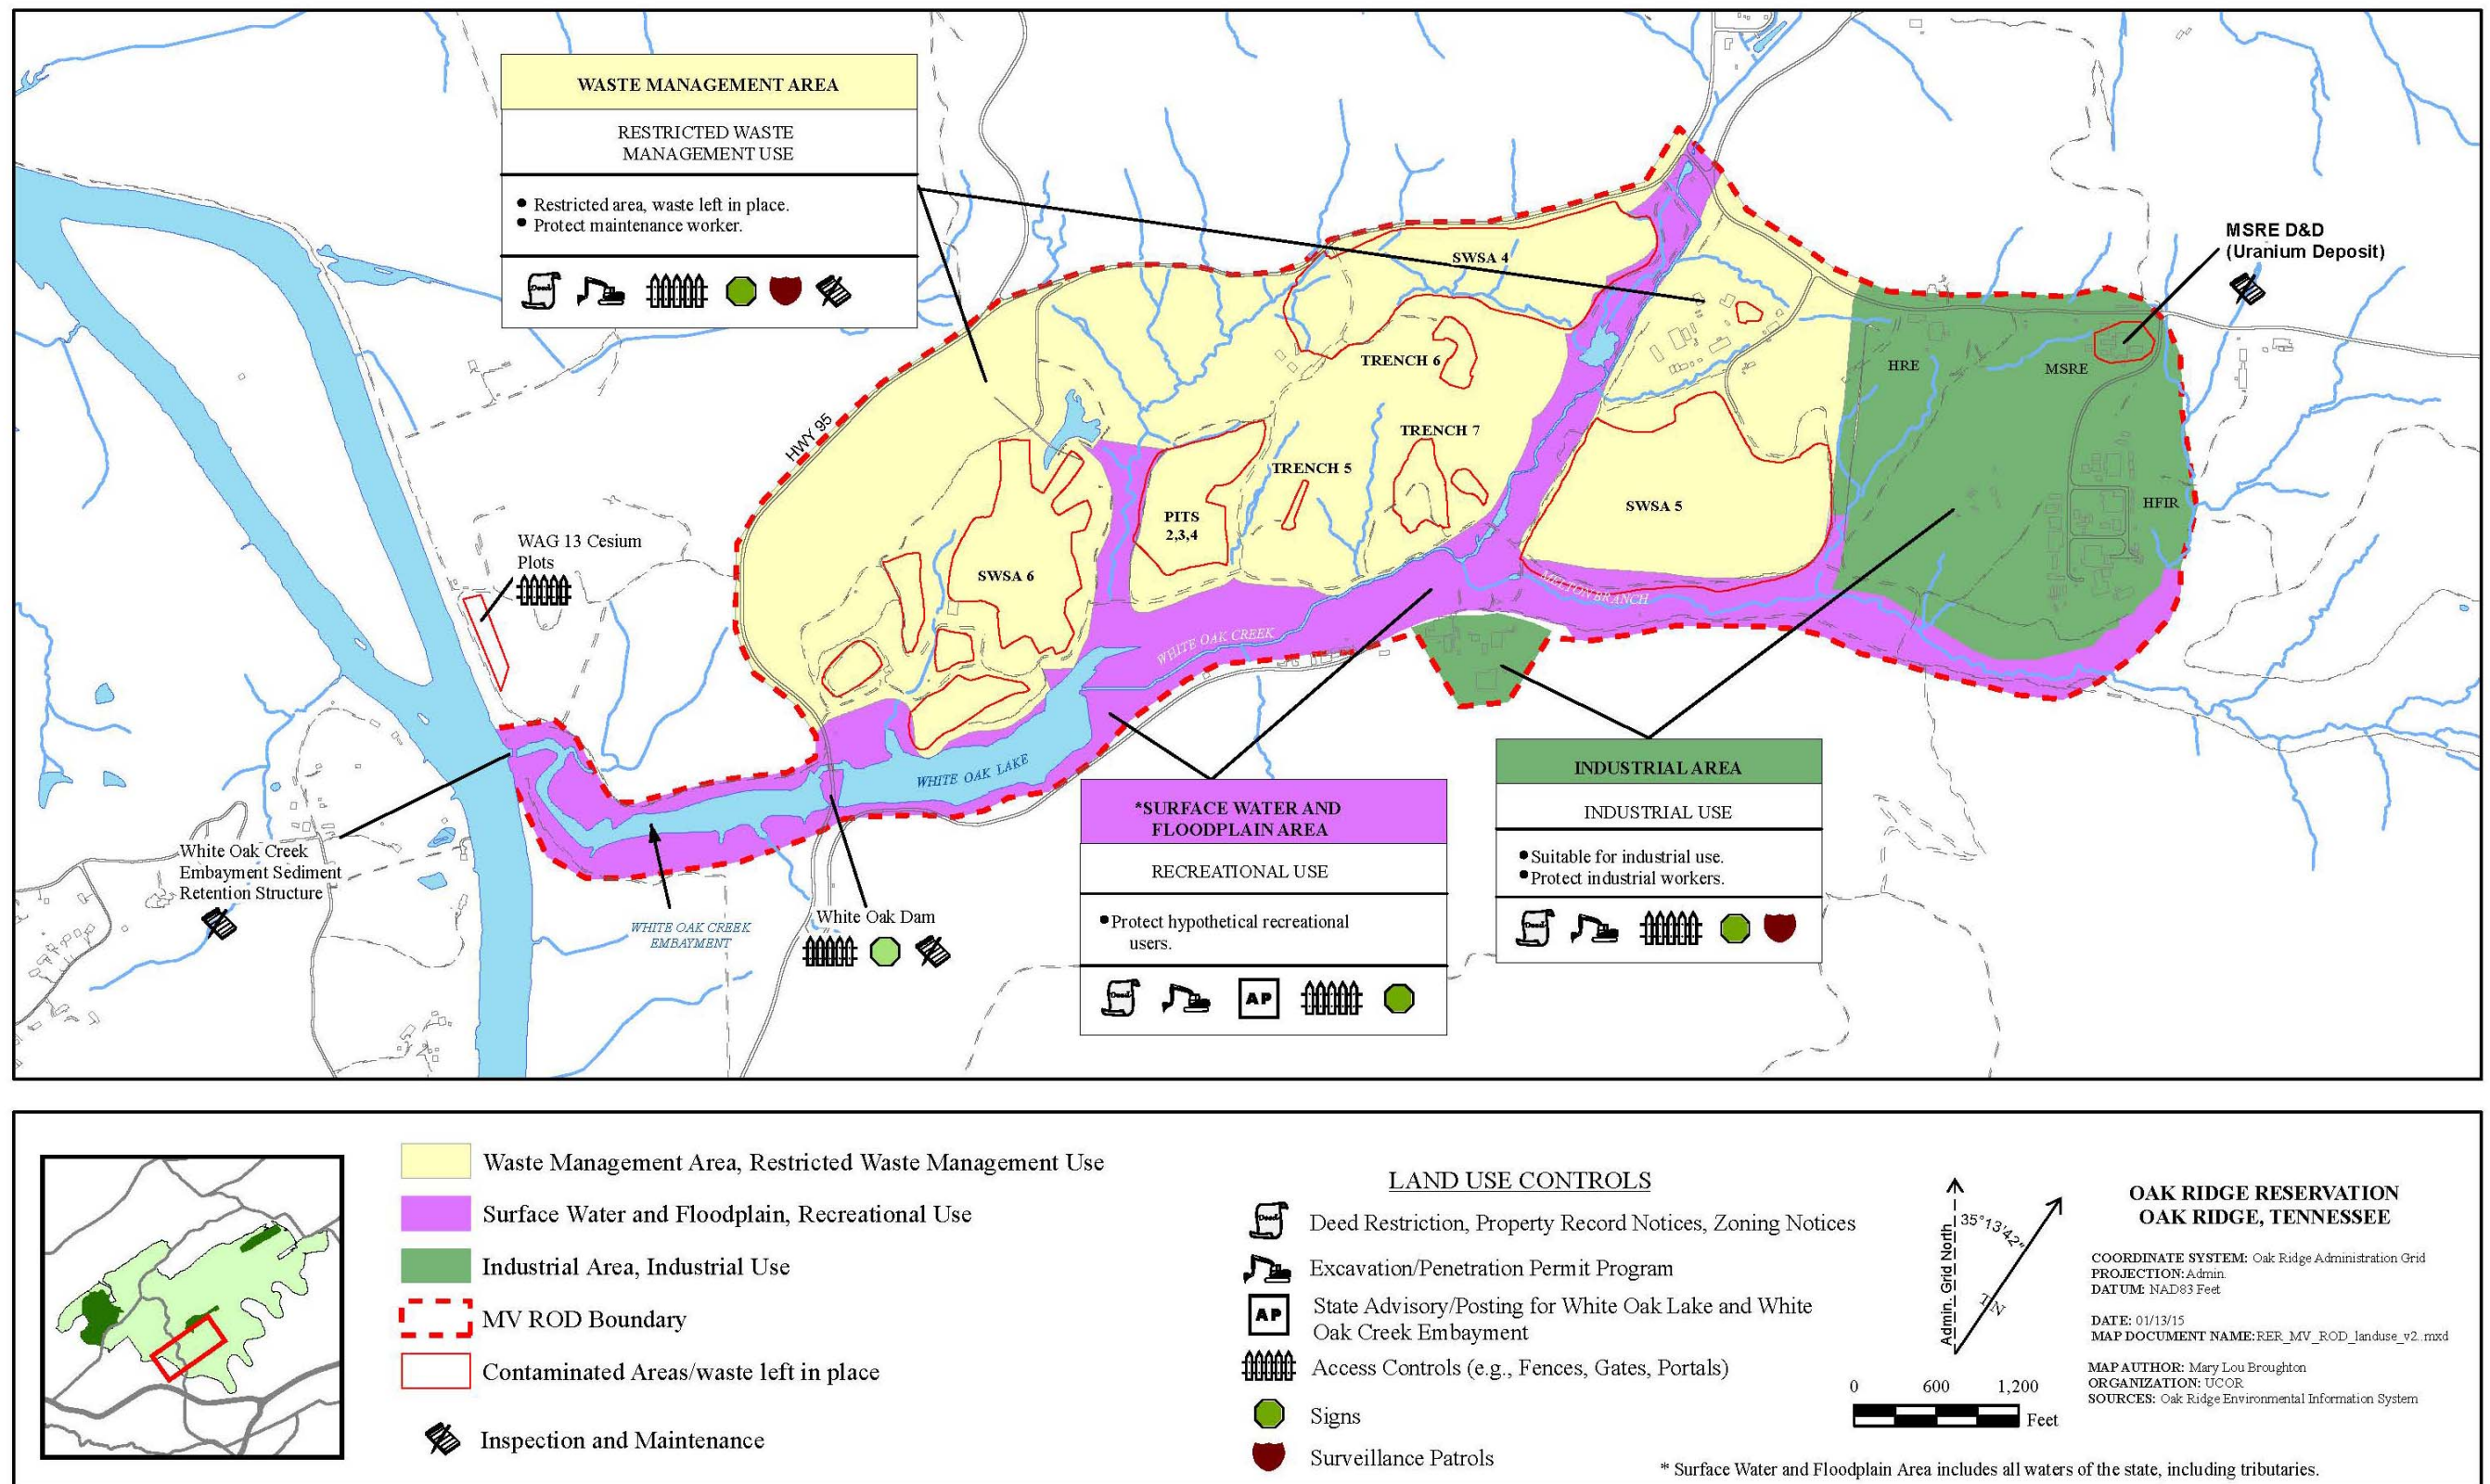 WASTE MANAGEMENT AREA
RESTRICTED WASTE
MANAGEMENT USE
• Restricted area, waste left in place.
• Protect maintenance worker.
Deed
MSRE D&D
(Uranium Deposit)
SWSA 4
TRENCH 6
HRE
MSRE
HWY 95
TRENCH 7
TRENCH 5
SWSA 5
HFIR
PITS
2,3,4
WAG 13 Cesium
Plots
SWSA 6
MELTON BRANCH
WHITE OAK CREEK
WHITE OAK LAKE
White Oak Creek
Embayment Sediment
Retention Structure
WHITE OAK CREEK
EMBAYMENT
White Oak Dam
*SURFACE WATER AND
FLOODPLAIN AREA
RECREATIONAL USE
• Protect hypothetical recreational
users.
Deed
AP
INDUSTRIAL AREA
INDUSTRIAL USE
• Suitable for industrial use.
• Protect industrial workers.
Deed
Waste Management Area, Restricted Waste Management Use
Surface Water and Floodplain, Recreational Use
Industrial Area, Industrial Use
MV ROD Boundary
Contaminated Areas/waste left in place
Inspection and Maintenance
LAND USE CONTROLS
Deed
Deed Restriction, Property Record Notices, Zoning Notices
Excavation/Penetration Permit Program
AP
State Advisory/Posting for White Oak Lake and White
Oak Creek Embayment
Access Controls (e.g., Fences, Gates, Portals)
Signs
Surveillance Patrols
Admin. Grid North
35°13'42"
TN
0 600 1,200
Feet
OAK RIDGE RESERVATION
OAK RIDGE, TENNESSEE
COORDINATE SYSTEM: Oak Ridge Administration Grid
PROJECTION: Admin.
DATUM: NAD83 Feet
DATE: 01/13/15
MAP DOCUMENT NAME: RER_MV_ROD_landuse_v2..mxd
MAP AUTHOR: Mary Lou Broughton
ORGANIZATION: UCOR
SOURCES: Oak Ridge Environmental Information System
* Surface Water and Floodplain Area includes all waters of the state, including tributaries.